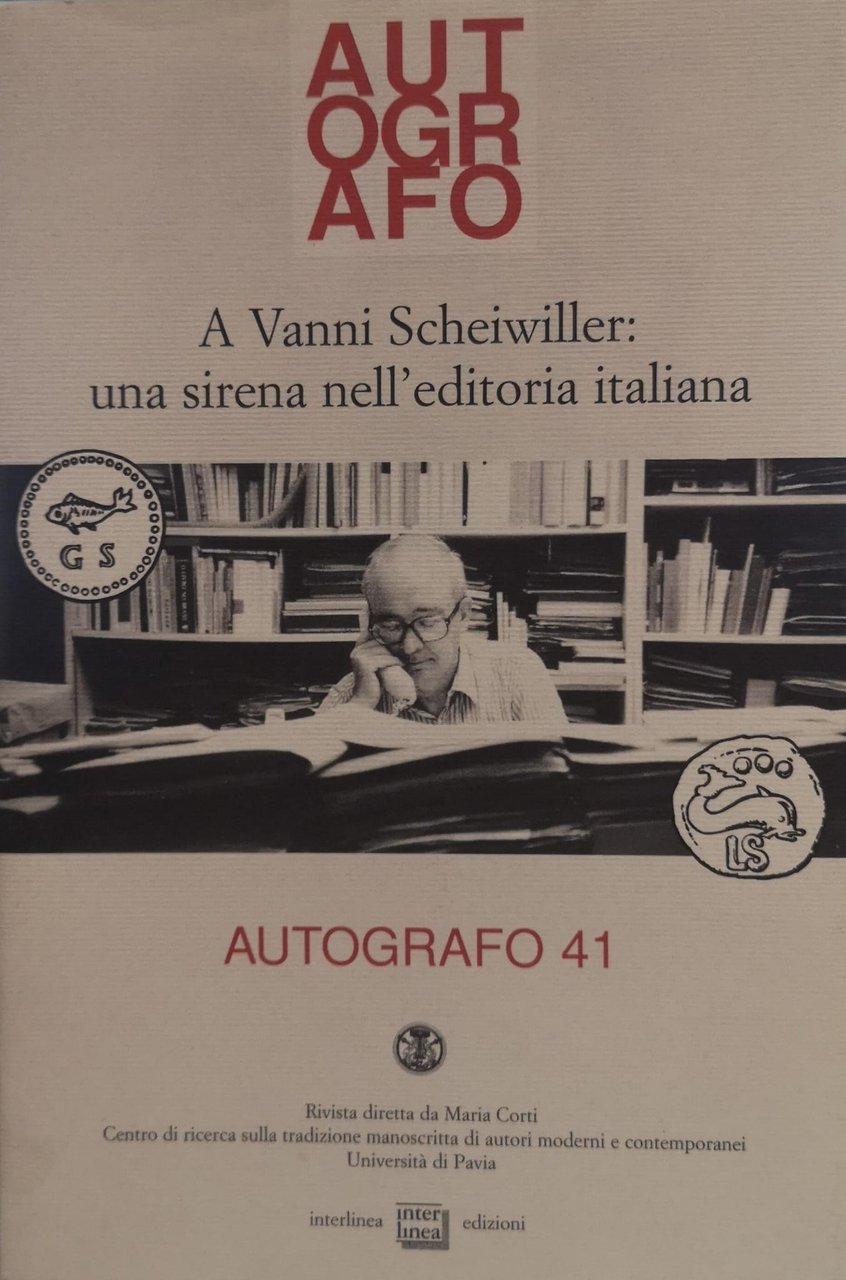 AUT
OGR
AFO
A Vanni Scheiwiller:
una sirena nell'editoria italiana
G S
LS
AUTOGRAFO 41
Rivista diretta da Maria Corti
Centro di ricerca sulla tradizione manoscritta di autori moderni e contemporanei
Università di Pavia
interlinea inter linea edizioni